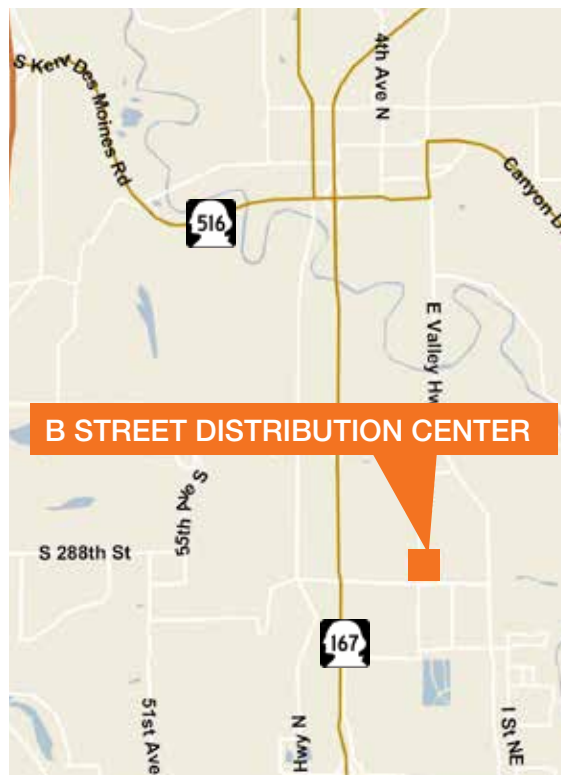 4th Ave N
S Kent Des Moines Rd
Canyon D
516
E Valley Hw
B STREET DISTRIBUTION CENTER
55th Ave S
S 288th St
167
51st Ave
Hwy N
I St NE